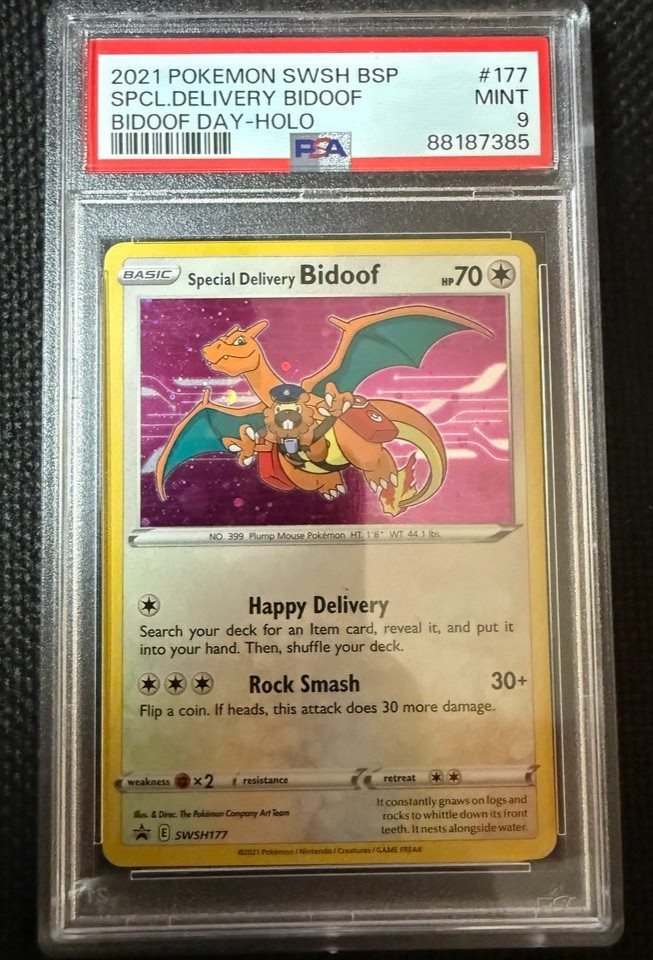 2021 POKEMON SWSH BSP #177
SPCL.DELIVERY BIDOOF MINT
BIDOOF DAY-HOLO 9
PSA 88187385
BASIC Special Delivery Bidoof HP70
NO. 399 Plump Mouse Pokémon HT: 1'8" WT: 44.1 lbs.
Happy Delivery
Search your deck for an Item card, reveal it, and put it
into your hand. Then, shuffle your deck.
Rock Smash 30+
Flip a coin. If heads, this attack does 30 more damage.
weakness ×2 resistance retreat
It constantly gnaws on logs and
rocks to whittle down its front
teeth. It nests alongside water.
Illus. & Direc. The Pokémon Company Art Team
E SWSH177
©2021 Pokémon / Nintendo / Creatures / GAME FREAK